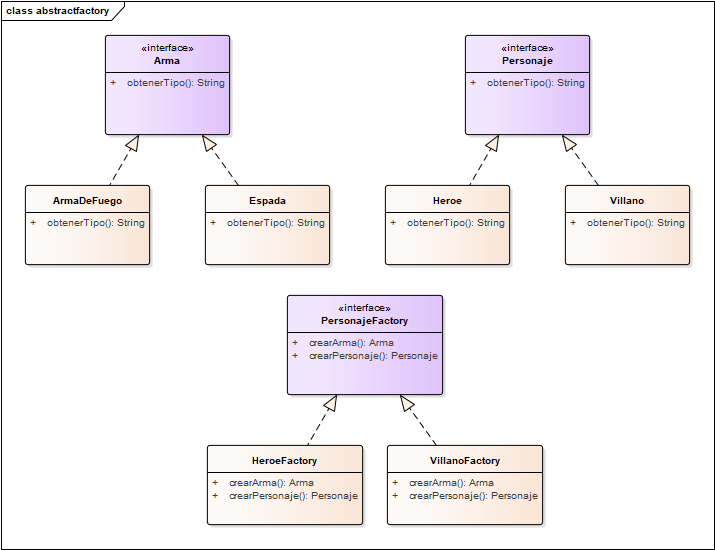 class abstractfactory
«interface»
Arma
+ obtenerTipo(): String
«interface»
Personaje
+ obtenerTipo(): String
ArmaDeFuego
+ obtenerTipo(): String
Espada
+ obtenerTipo(): String
Heroe
+ obtenerTipo(): String
Villano
+ obtenerTipo(): String
«interface»
PersonajeFactory
+ crearArma(): Arma
+ crearPersonaje(): Personaje
HeroeFactory
+ crearArma(): Arma
+ crearPersonaje(): Personaje
VillanoFactory
+ crearArma(): Arma
+ crearPersonaje(): Personaje